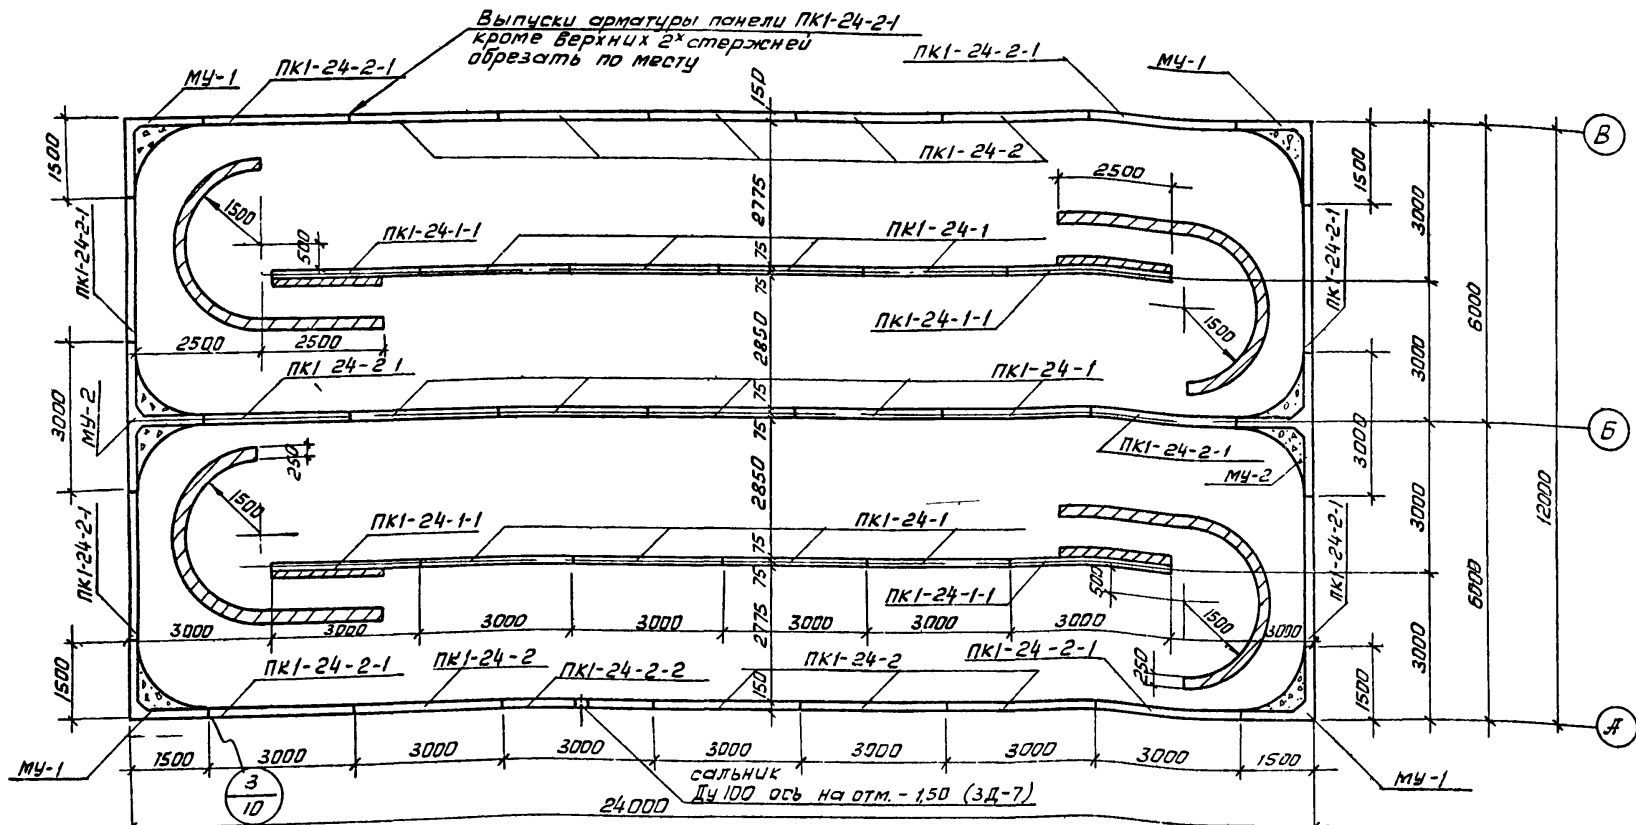 Выпуски арматуры панели ПК1-24-2-1
кроме верхних 2х стержней
обрезать по месту
МУ-1
ПК1-24-2-1
150
ПК1-24-2-1
МУ-1
В
1500
ПК1-24-2
2500
1500
3000
2775
1500
500
ПК1-24-1-1
ПК1-24-1
75
75
ПК1-24-2-1
ПК1-24-2-1
ПК1-24-1-1
1500
6000
2500
2500
2850
3000
ПК1 24-2 1
ПК1-24-1
75
75
3000
МУ-2
Б
250
ПК1-24-2-1
3000
МУ-2
1500
2850
ПК1-24-1-1
ПК1-24-1
3000
12000
75
75
ПК1-24-2-1
ПК1-24-1-1
500
ПК1-24-2-1
6000
3000
3000
3000
3000
3000
3000
3000
3000
2775
1500
3000
1500
ПК1-24-2-1
ПК1-24-2
ПК1-24-2-2
150
ПК1-24-2
ПК1-24-2-1
250
1500
А
1500
3000
3000
3000
3000
3000
3000
3000
1500
МУ-1
3
10
сальник
Ду 100 ось на отм. - 1,50 (ЗД-7)
МУ-1
24000